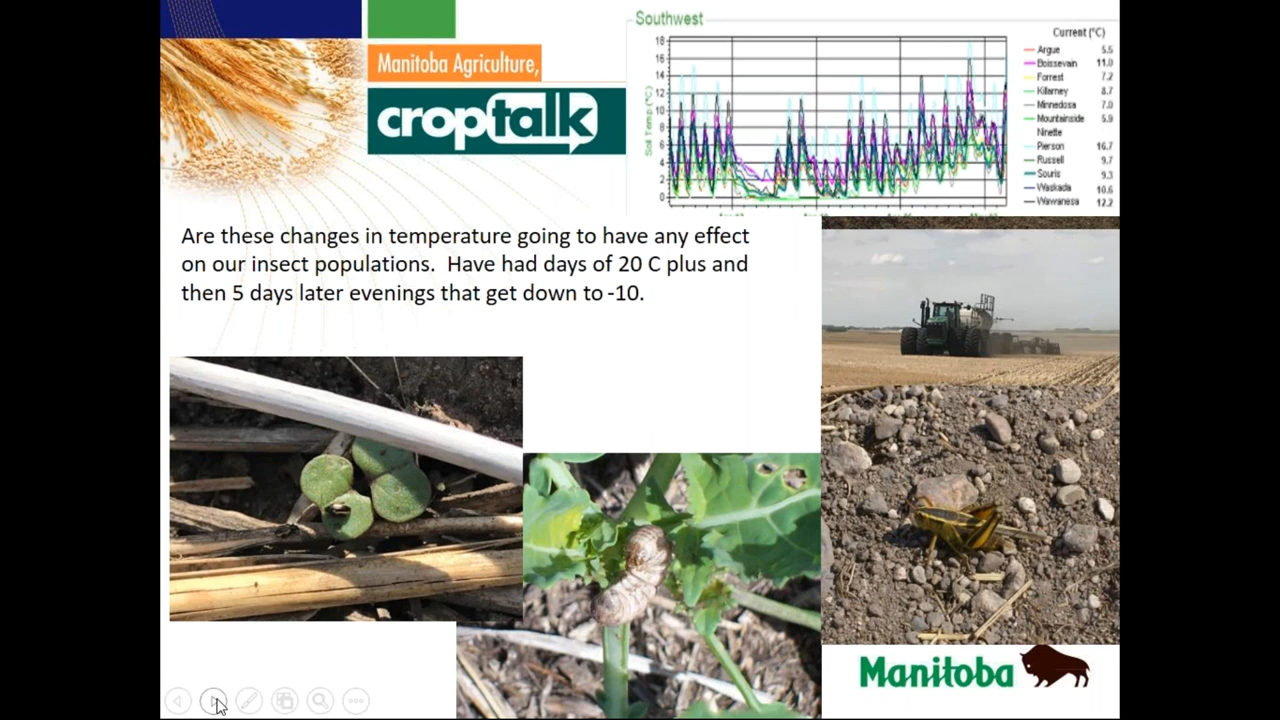 Southwest
Manitoba Agriculture,
croptalk
Soil Temp (°C)
18
16
14
12
10
8
6
4
2
0
Current (°C)
Argue 5.5
Boissevain 11.0
Forrest 7.2
Killarney 8.7
Minnedosa 7.0
Mountainside 5.9
Ninette
Pierson 16.7
Russell 9.7
Souris 9.3
Waskada 10.6
Wawanesa 12.2
Are these changes in temperature going to have any effect
on our insect populations.  Have had days of 20 C plus and
then 5 days later evenings that get down to -10.
Manitoba